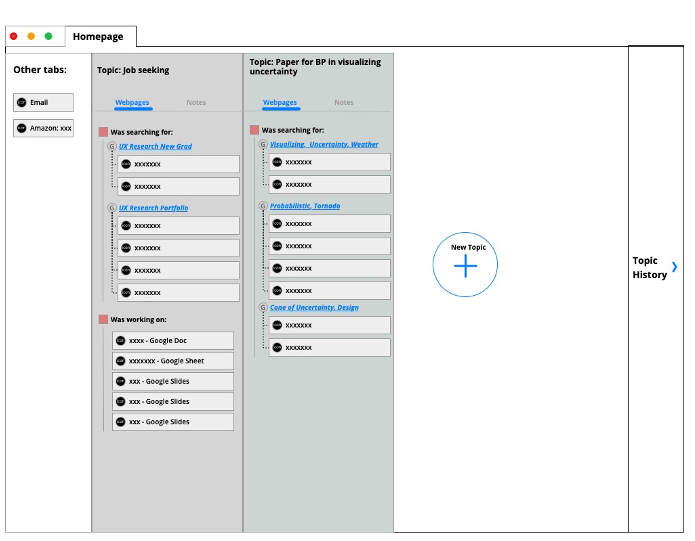 Homepage
Other tabs:
Email
Amazon: xxx
Topic: Job seeking
Webpages
Notes
Was searching for:
G
UX Research New Grad
xxxxxxx
xxxxxxx
G
UX Research Portfolio
xxxxxxx
xxxxxxx
xxxxxxx
xxxxxxx
Was working on:
xxxx - Google Doc
xxxxxxx - Google Sheet
xxx - Google Slides
xxx - Google Slides
xxx - Google Slides
Topic: Paper for BP in visualizing
uncertainty
Webpages
Notes
Was searching for:
G
Visualizing, Uncertainty, Weather
xxxxxxx
xxxxxxx
G
Probabilistic, Tornado
xxxxxxx
xxxxxxx
xxxxxxx
xxxxxxx
G
Cone of Uncertainty, Design
xxxxxxx
xxxxxxx
New Topic
Topic
History